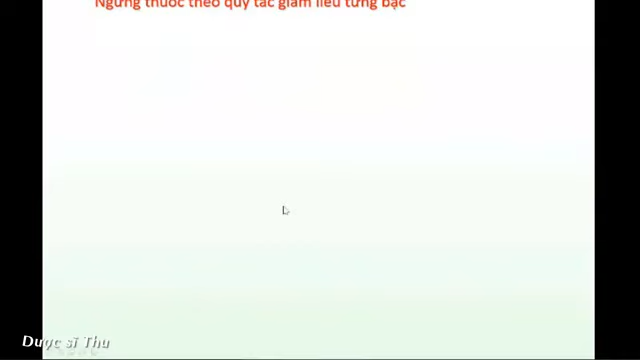 Ngừng thuốc theo quy tắc giảm liều từng bậc
Dược sĩ Thu